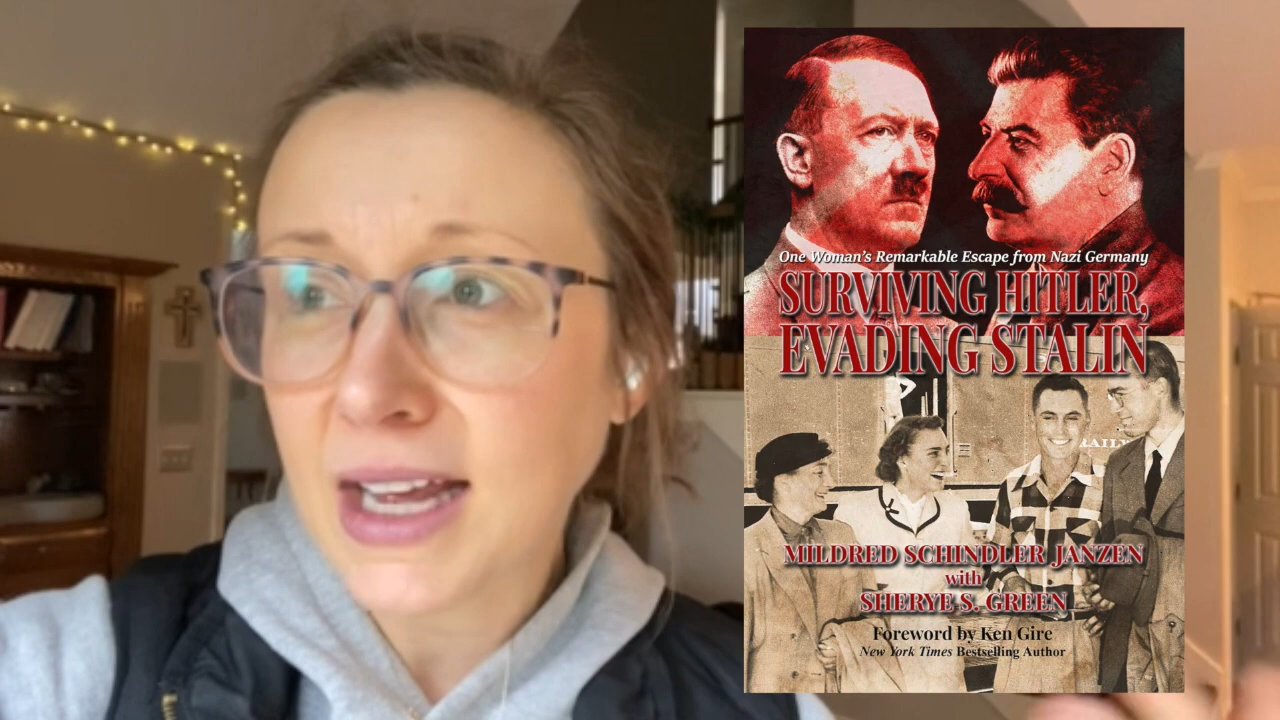 One Woman's Remarkable Escape from Nazi Germany
SURVIVING HITLER,
EVADING STALIN
RAILW
MILDRED SCHINDLER JANZEN
with
SHERYE S. GREEN
Foreword by Ken Gire
New York Times Bestselling Author